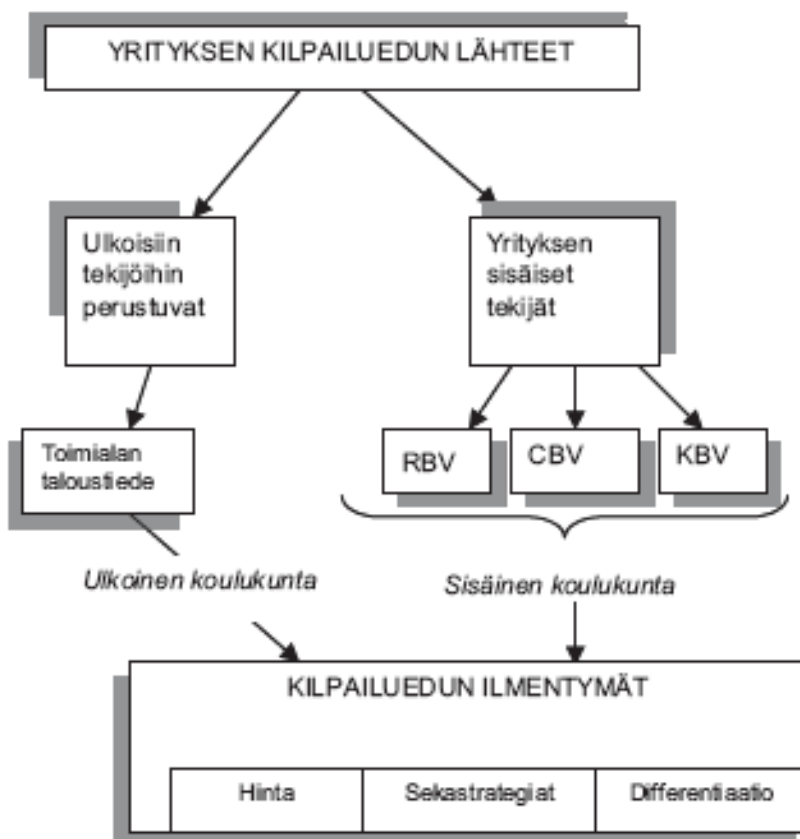 YRITYKSEN KILPAILUEDUN LÄHTEET
Ulkoisiin
tekijöihin
perustuvat
Yrityksen
sisäiset
tekijät
Toimialan
taloustiede
RBV
CBV
KBV
Ulkoinen koulukunta
Sisäinen koulukunta
KILPAILUEDUN ILMENTYMÄT
Hinta
Sekastrategiat
Differentiaatio